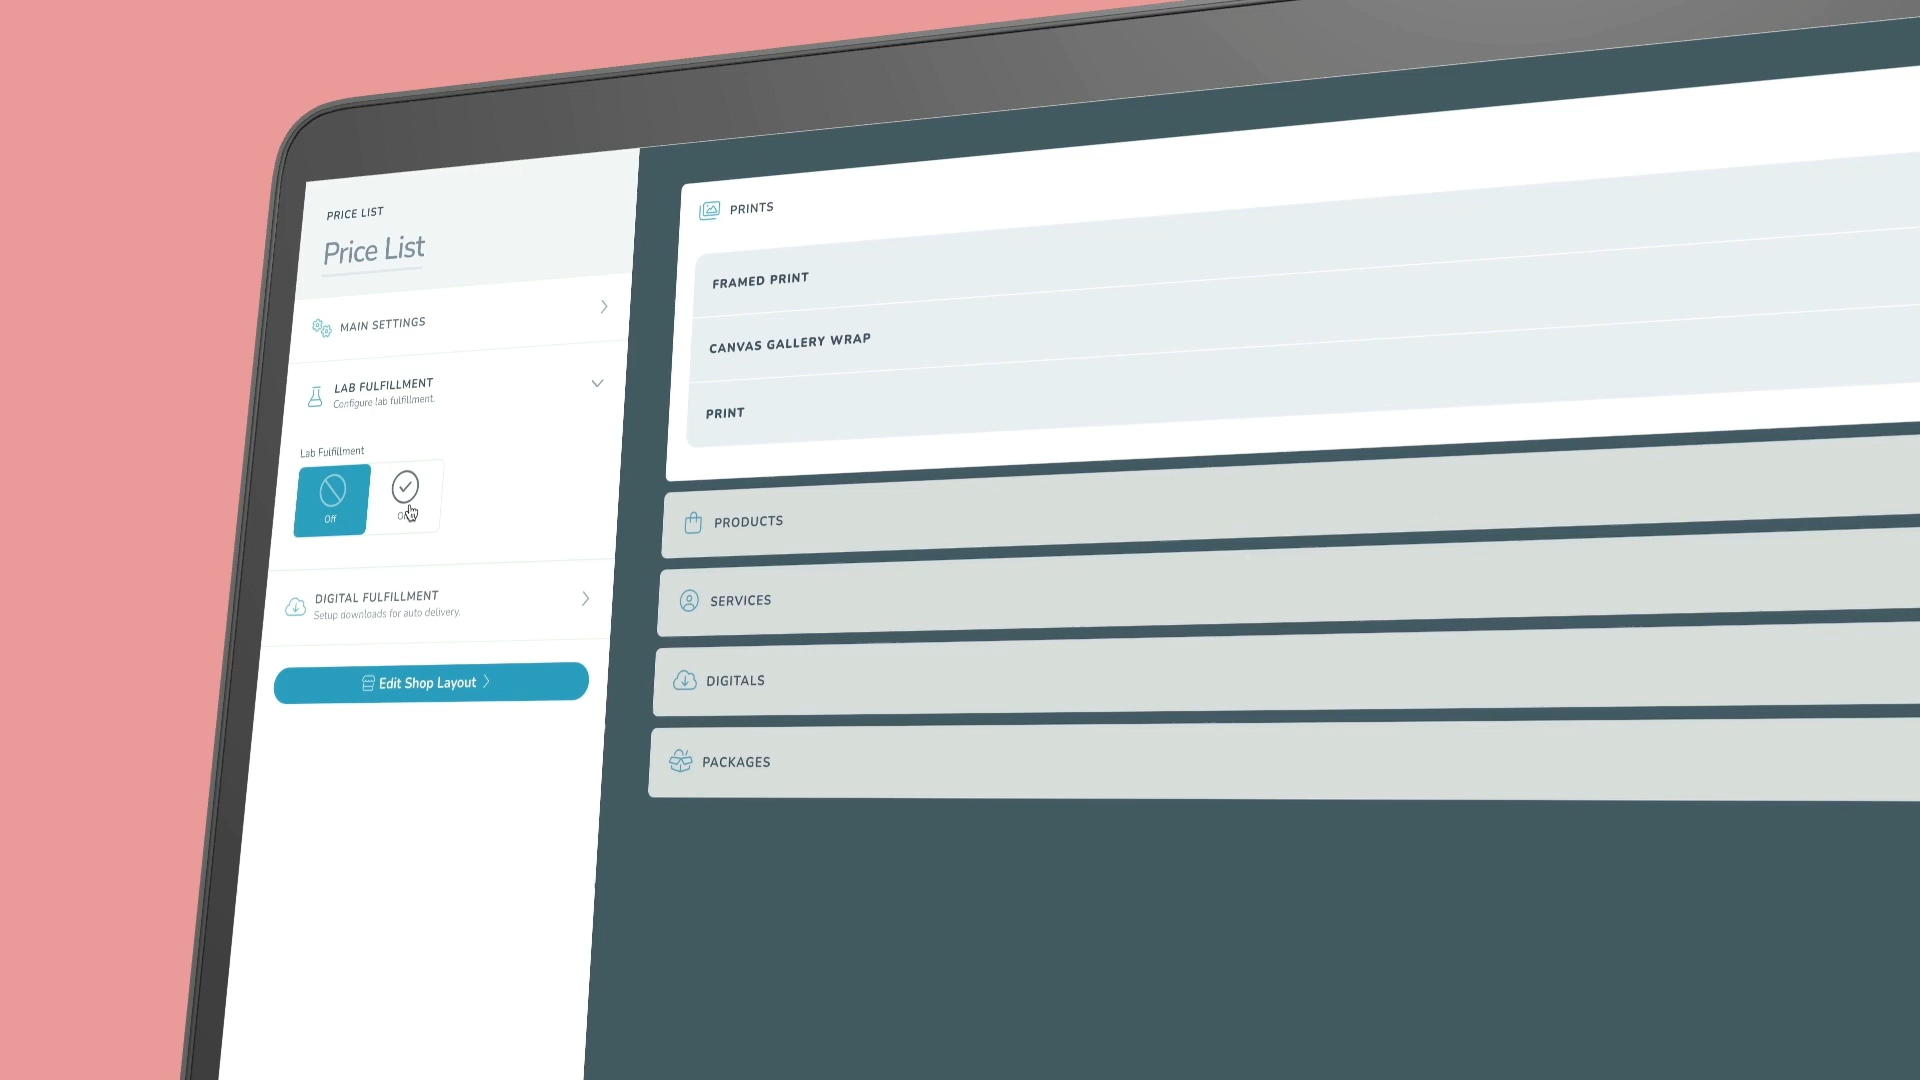 PRICE LIST
Price List
MAIN SETTINGS
LAB FULFILLMENT
Configure lab fulfillment.
Lab Fulfillment
Off
DIGITAL FULFILLMENT
Setup downloads for auto delivery.
Edit Shop Layout
PRINTS
FRAMED PRINT
CANVAS GALLERY WRAP
PRINT
PRODUCTS
SERVICES
DIGITALS
PACKAGES